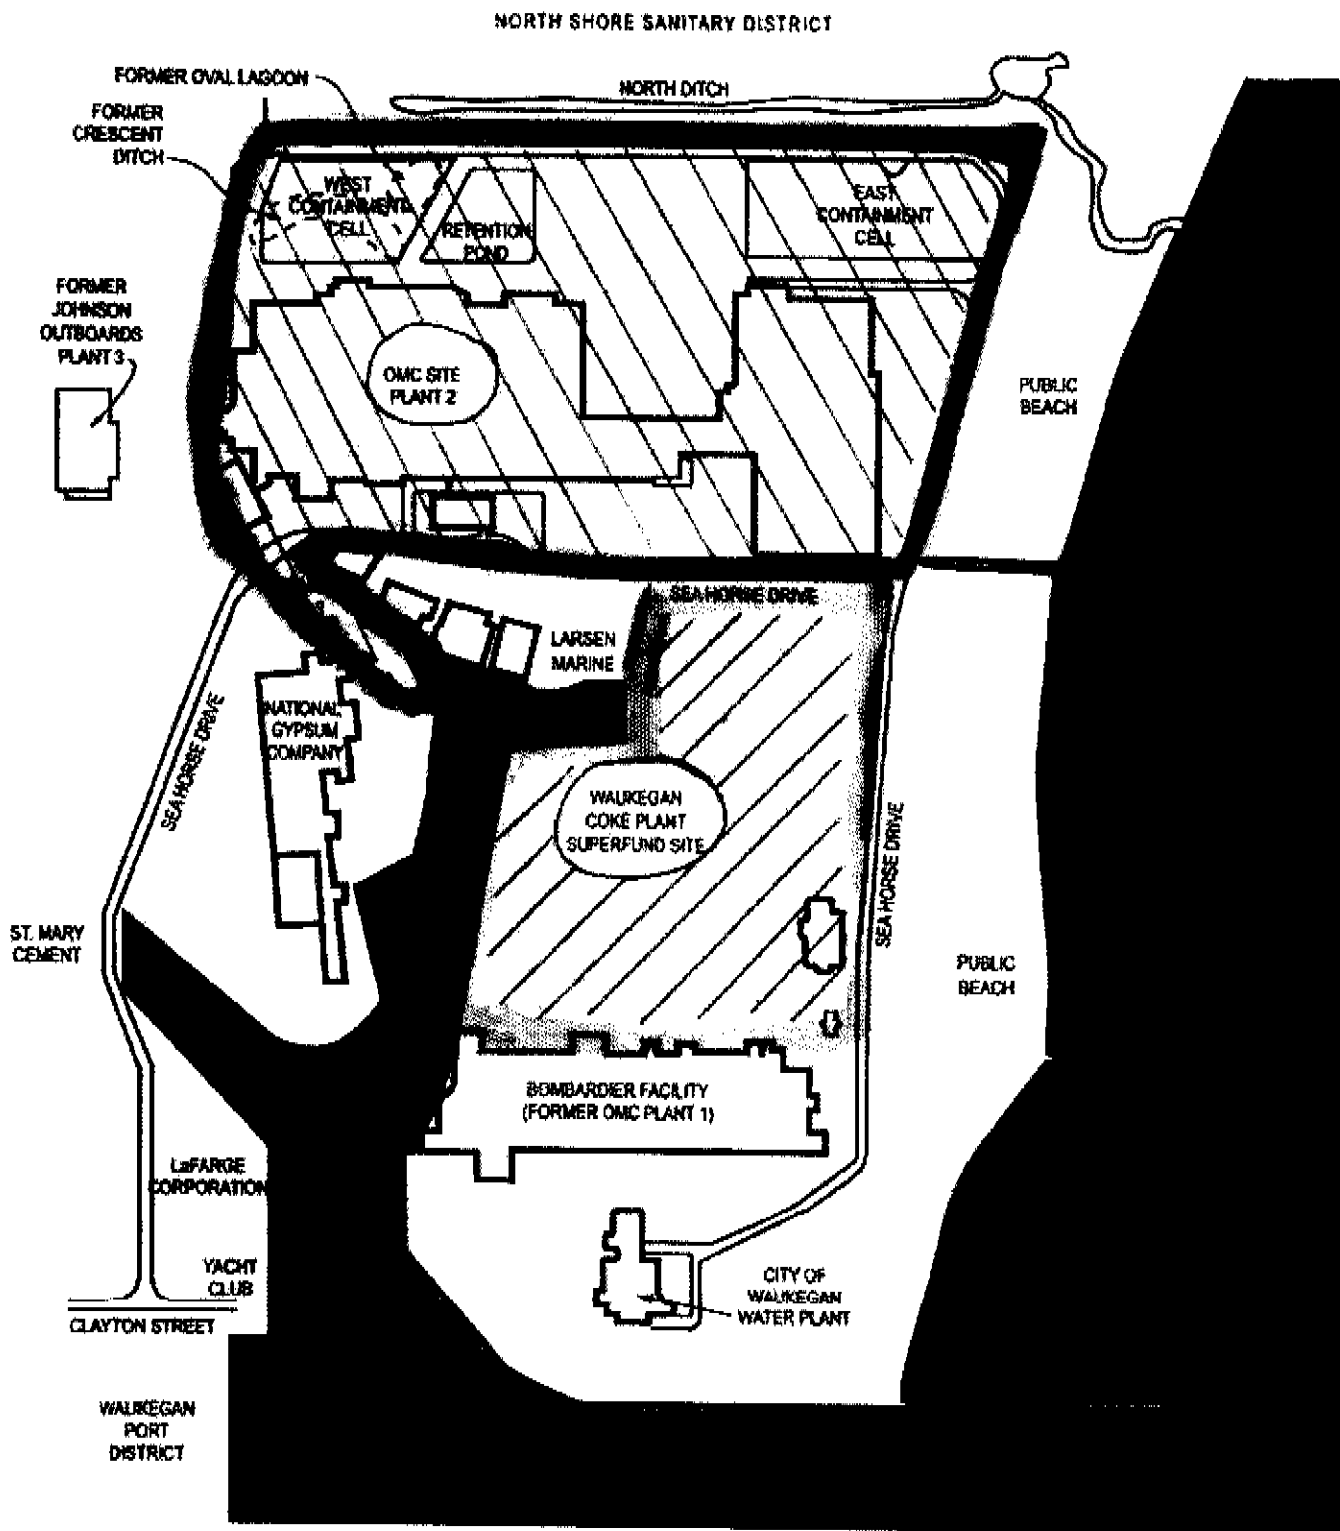 NORTH SHORE SANITARY DISTRICT
FORMER OVAL LAGOON
NORTH DITCH
FORMER
CRESCENT
DITCH
WEST
CONTAINMENT
CELL
RETENTION
POND
EAST
CONTAINMENT
CELL
FORMER
JOHNSON
OUTBOARDS
PLANT 3
OMC SITE
PLANT 2
PUBLIC
BEACH
SEA HORSE DRIVE
LARSEN
MARINE
NATIONAL
GYPSUM
COMPANY
SEA HORSE DRIVE
WAUKEGAN
COKE PLANT
SUPERFUND SITE
SEA HORSE DRIVE
ST. MARY
CEMENT
PUBLIC
BEACH
BOMBARDIER FACILITY
(FORMER OMC PLANT 1)
LaFARGE
CORPORATION
YACHT
CLUB
CITY OF
WAUKEGAN
WATER PLANT
CLAYTON STREET
WAUKEGAN
PORT
DISTRICT